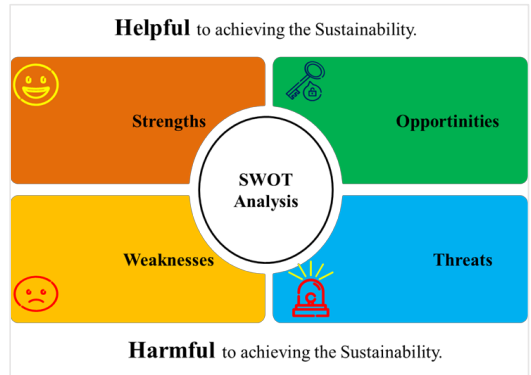 Helpful to achieving the Sustainability.
Strengths
Opportinities
SWOT
Analysis
Weaknesses
Threats
Harmful to achieving the Sustainability.